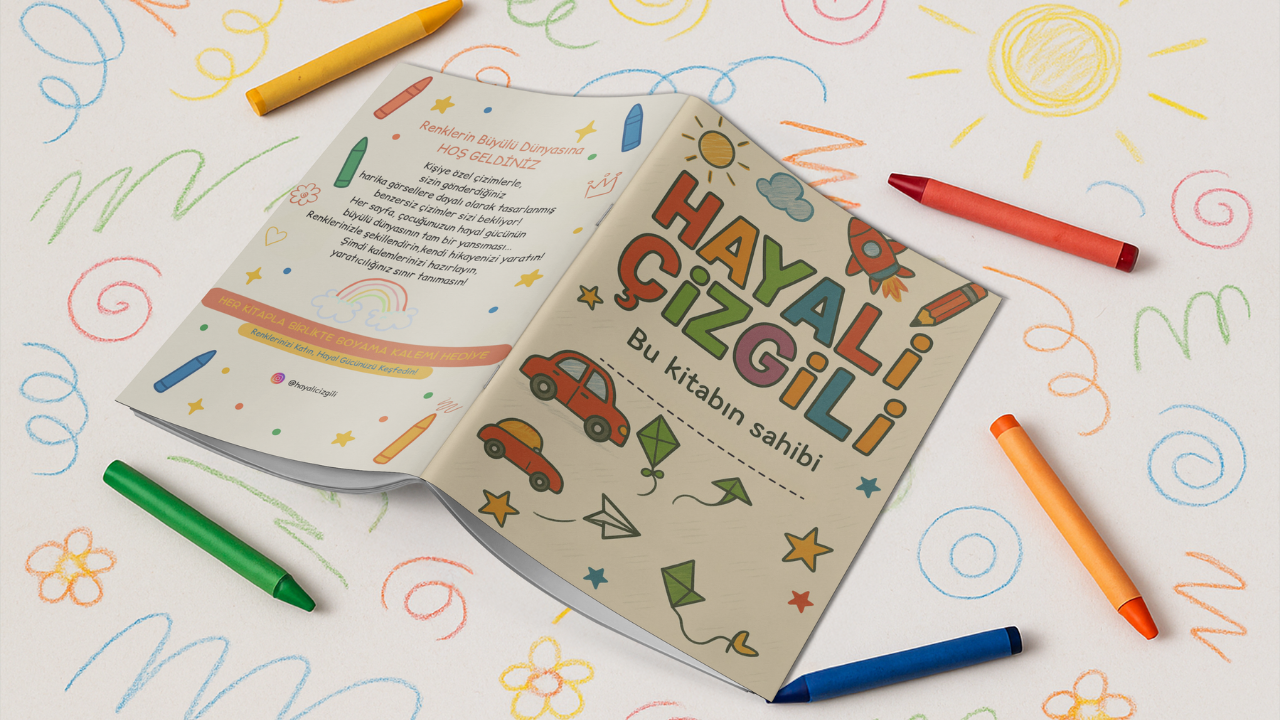 Renklerin Büyülü Dünyasına
HOŞ GELDİNİZ
Kişiye özel çizimlerle,
sizin gönderdiğiniz
harika görsellere dayalı olarak tasarlanmış
benzersiz çizimler sizi bekliyor!
Her sayfa, çocuğunuzun hayal gücünün
büyülü dünyasının tam bir yansıması...
Renklerinizle şekillendirin,kendi hikayenizi yaratın!
Şimdi kalemlerinizi hazırlayın,
yaratıcılığınız sınır tanımasın!
HER KİTAPLA BİRLİKTE BOYAMA KALEMİ HEDİYE
Renklerinizi Katın, Hayal Gücünüzü Keşfedin!
@hayalicizgili
HAYALİ
ÇİZGİLİ
Bu kitabın sahibi